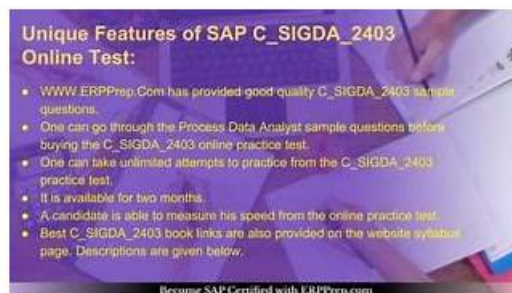 Unique Features of SAP C_SIGDA_2403
Online Test:
● WWW.ERPPrep.Com has provided good quality C_SIGDA_2403 sample
questions.
● One can go through the Process Data Analyst sample questions before
buying the C_SIGDA_2403 online practice test.
● One can take unlimited attempts to practice from the C_SIGDA_2403
practice test.
● It is available for two months.
● A candidate is able to measure his speed from the online practice test.
● Best C_SIGDA_2403 book links are also provided on the website syllabus
page. Descriptions are given below.
Become SAP Certified with ERPPrep.com